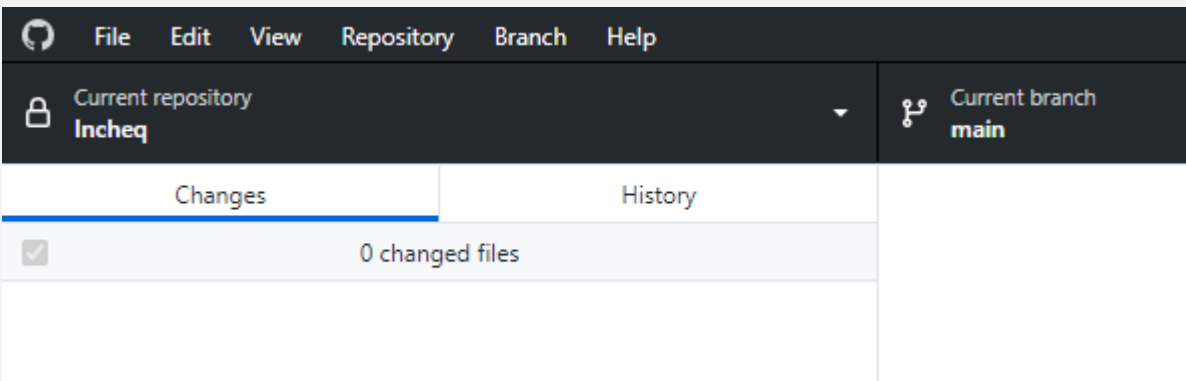 File Edit View Repository Branch Help
Current repository
Incheq
Current branch
main
Changes History
0 changed files